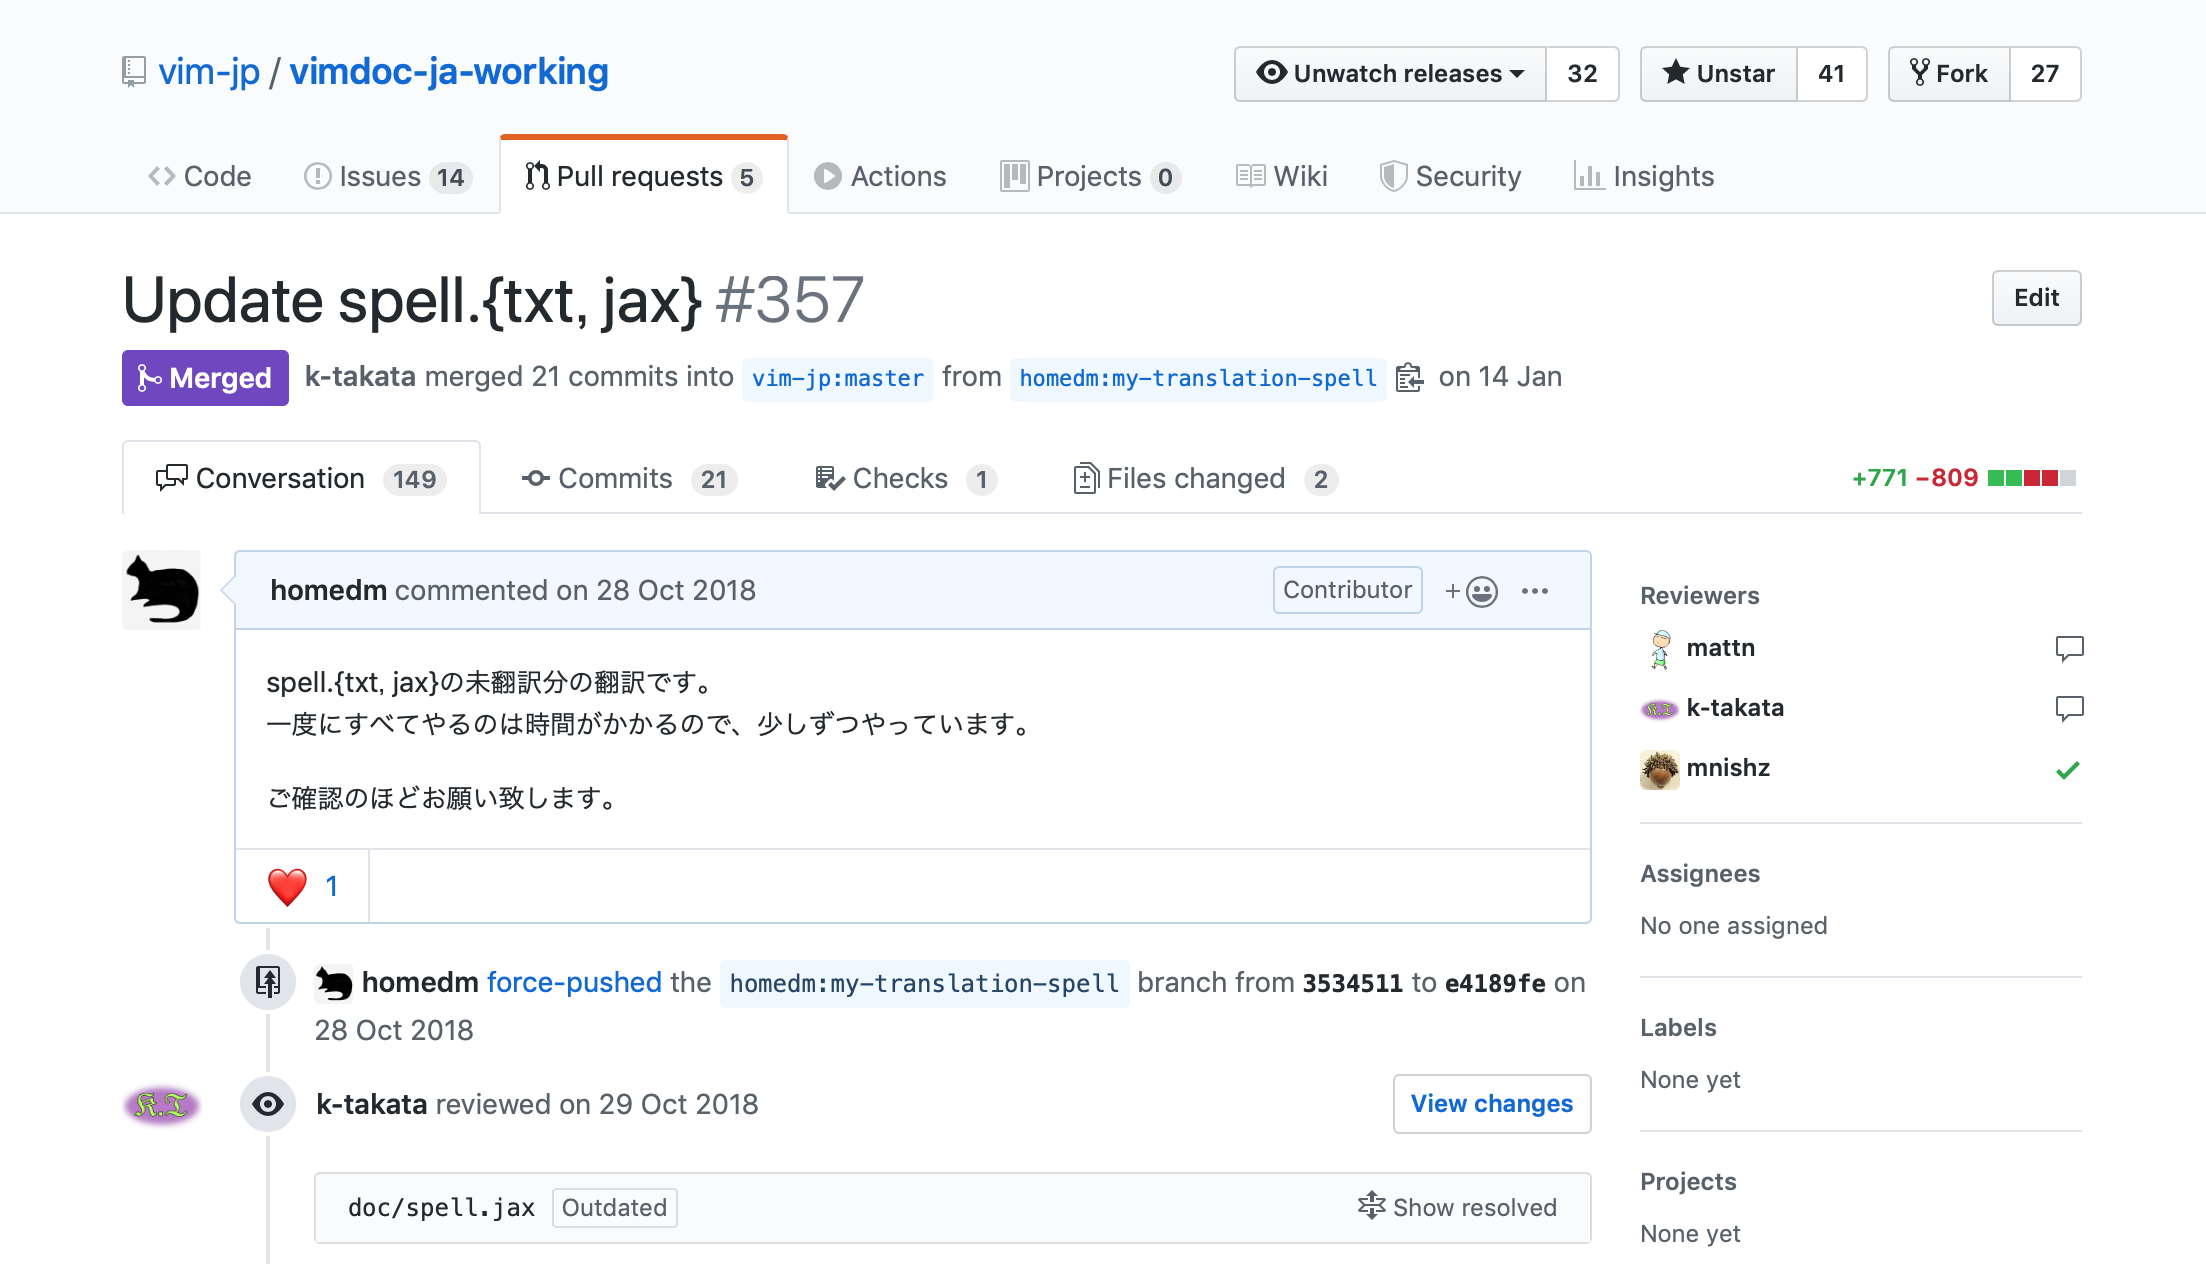 vim-jp / vimdoc-ja-working
Unwatch releases 32
Unstar 41
Fork 27
Code
Issues 14
Pull requests 5
Actions
Projects 0
Wiki
Security
Insights
Update spell.{txt, jax} #357
Edit
Merged
k-takata merged 21 commits into vim-jp:master from homedm:my-translation-spell on 14 Jan
Conversation 149
Commits 21
Checks 1
Files changed 2
+771 −809
homedm commented on 28 Oct 2018
Contributor
spell.{txt, jax}の未翻訳分の翻訳です。
一度にすべてやるのは時間がかかるので、少しずつやっています。
ご確認のほどお願い致します。
❤️ 1
homedm force-pushed the homedm:my-translation-spell branch from 3534511 to e4189fe on
28 Oct 2018
K.T
k-takata reviewed on 29 Oct 2018
View changes
doc/spell.jax Outdated
Show resolved
Reviewers
mattn
K.T
k-takata
mnishz
Assignees
No one assigned
Labels
None yet
Projects
None yet